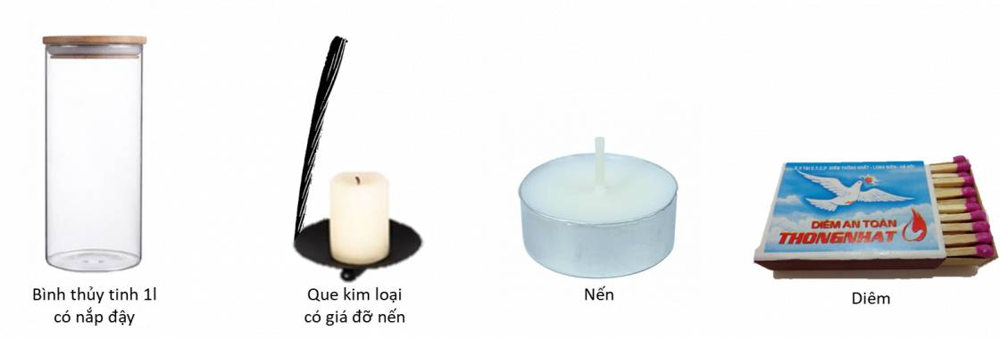 DIÊM AN TOÀN
THONGNHAT
Bình thủy tinh 1l
có nắp đậy
Que kim loại
có giá đỡ nến
Nến
Diêm